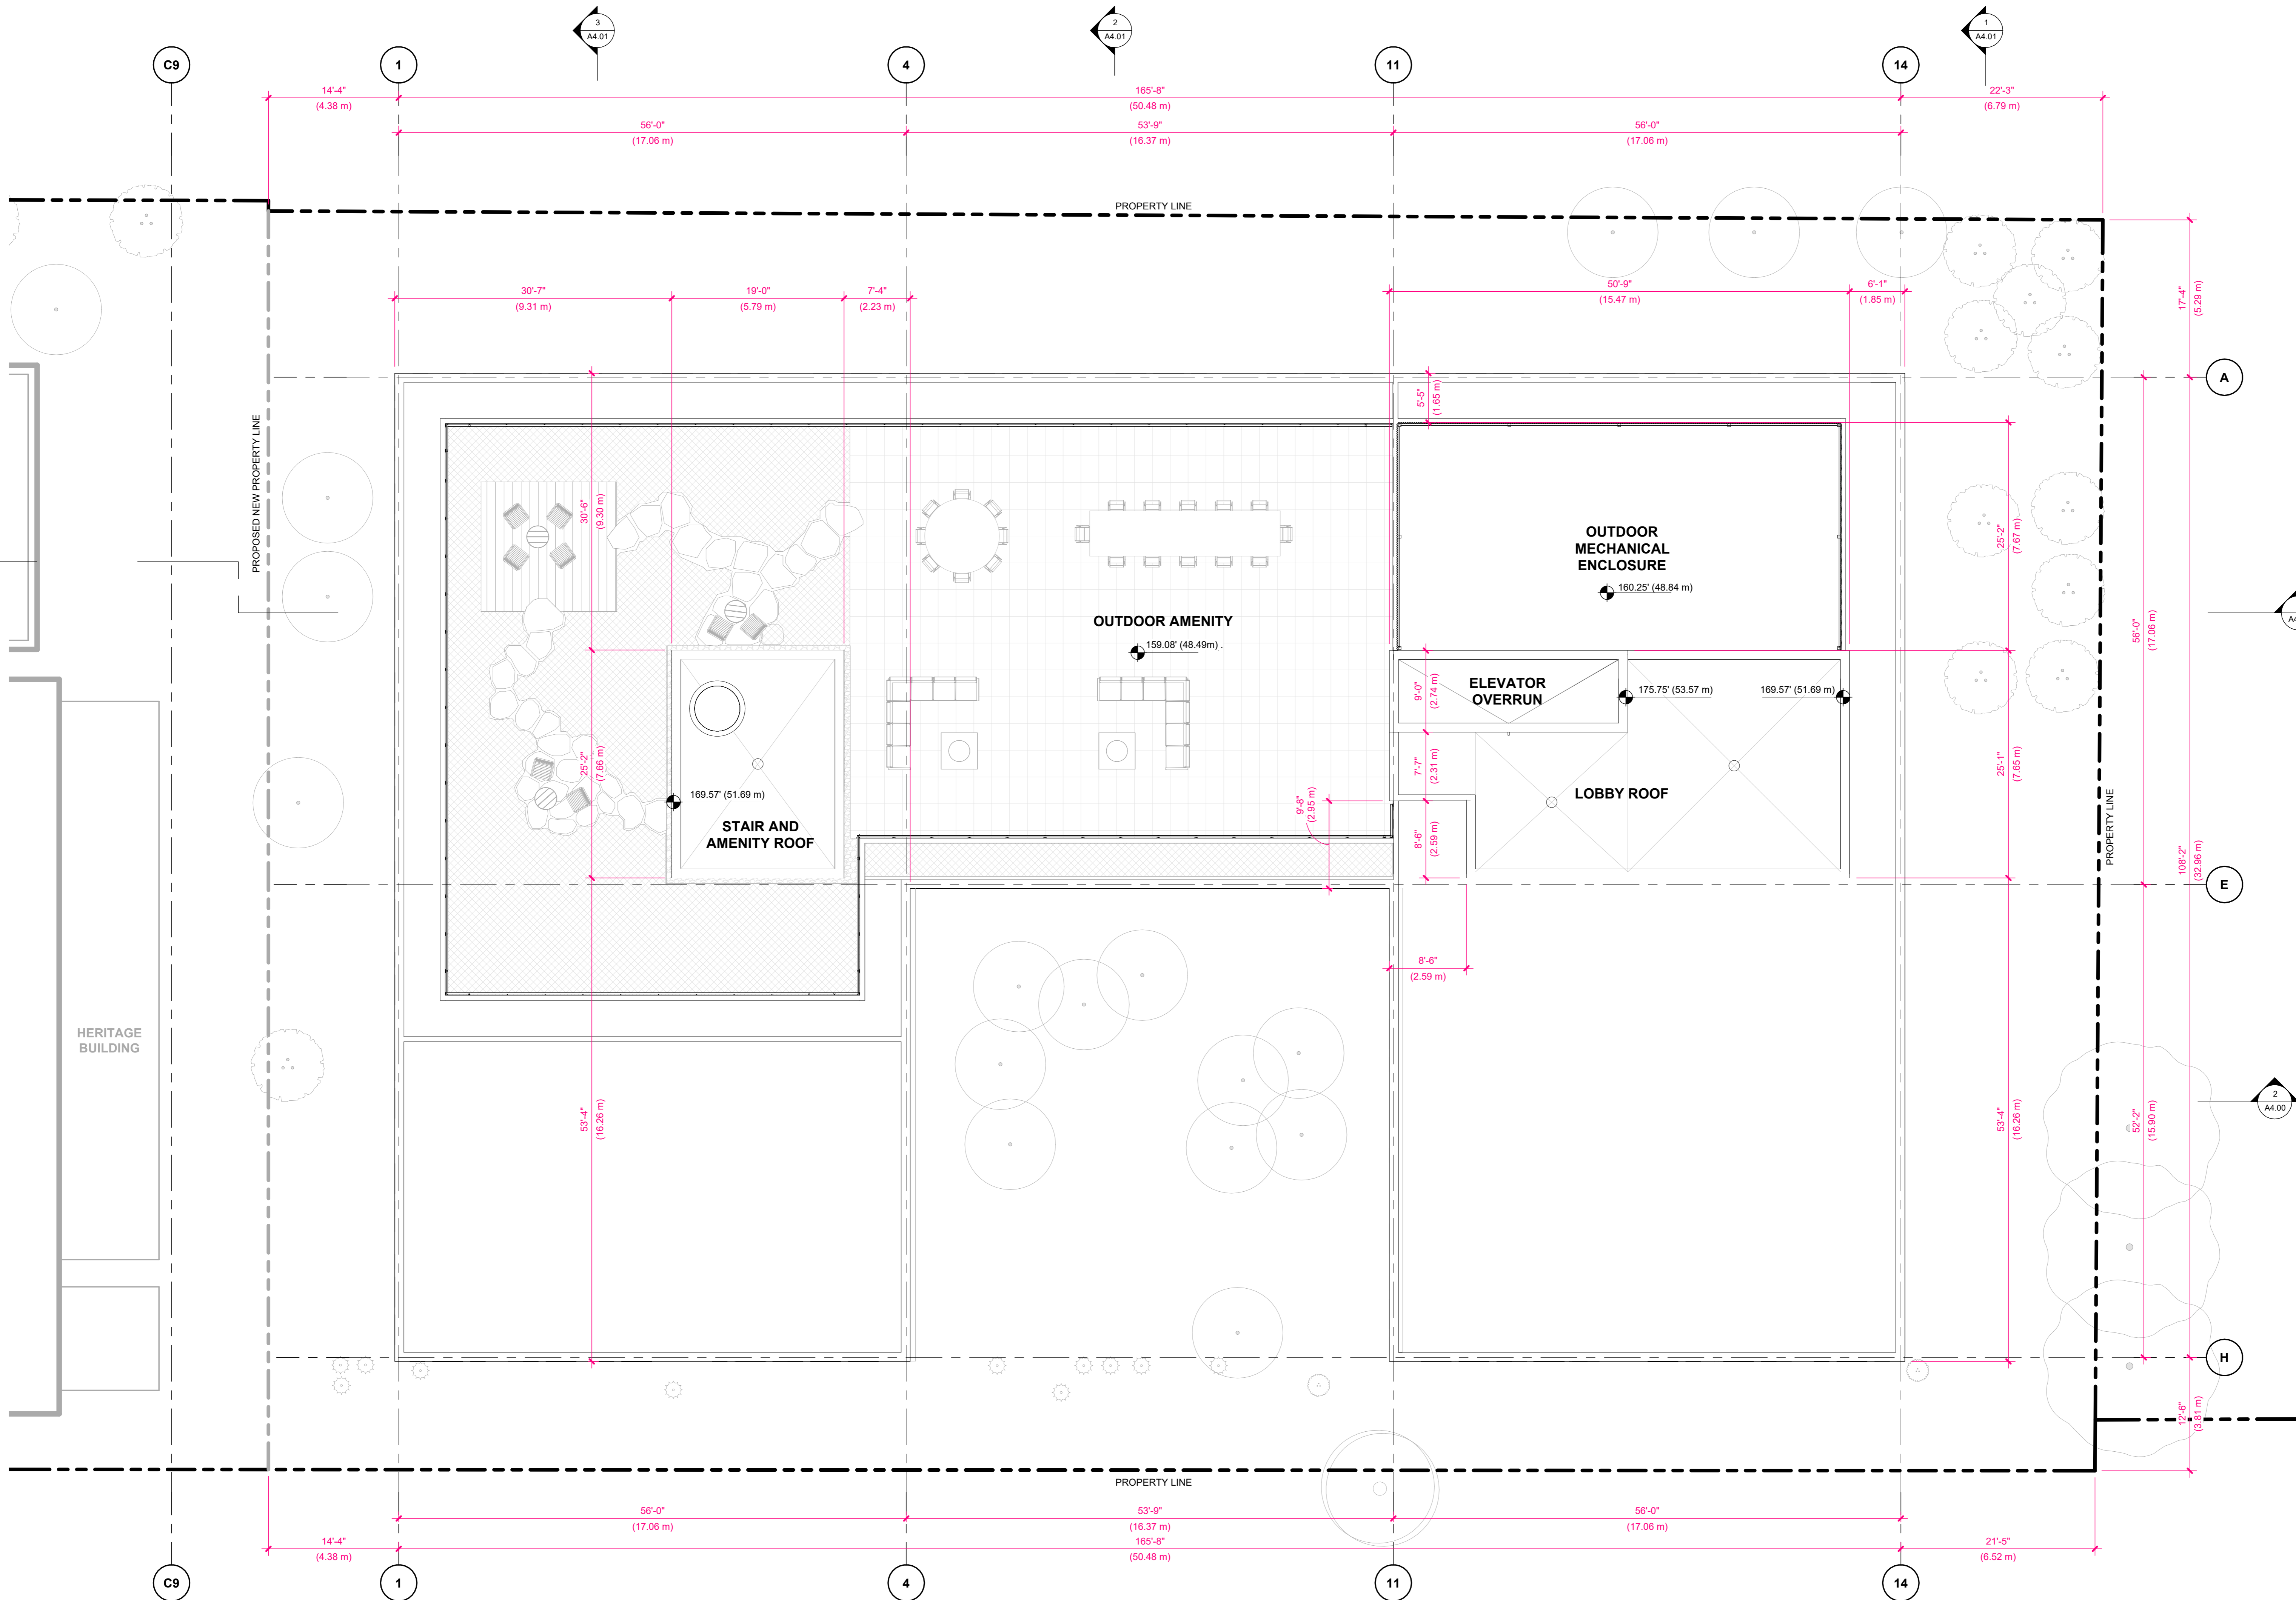 3
A4.01
2
A4.01
1
A4.01
C9
1
4
11
14
14'-4"
(4.38 m)
165'-8"
(50.48 m)
22'-3"
(6.79 m)
56'-0"
(17.06 m)
53'-9"
(16.37 m)
56'-0"
(17.06 m)
PROPERTY LINE
30'-7"
(9.31 m)
19'-0"
(5.79 m)
7'-4"
(2.23 m)
50'-9"
(15.47 m)
6'-1"
(1.85 m)
17'-4"
(5.29 m)
A
5'-5"
(1.65 m)
PROPOSED NEW PROPERTY LINE
30'-6"
(9.30 m)
OUTDOOR
MECHANICAL
ENCLOSURE
160.25' (48.84 m)
25'-2"
(7.67 m)
OUTDOOR AMENITY
159.08' (48.49m) .
56'-0"
(17.06 m)
ELEVATOR
OVERRUN
9'-0"
(2.74 m)
175.75' (53.57 m)
169.57' (51.69 m)
25'-2"
(7.66 m)
7'-7"
(2.31 m)
25'-1"
(7.65 m)
169.57' (51.69 m)
LOBBY ROOF
9'-8"
(2.95 m)
STAIR AND
AMENITY ROOF
8'-6"
(2.59 m)
PROPERTY LINE
108'-2"
(32.96 m)
E
8'-6"
(2.59 m)
HERITAGE
BUILDING
53'-4"
(16.26 m)
53'-4"
(16.26 m)
52'-2"
(15.90 m)
2
A4.00
H
12'-6"
(3.81 m)
PROPERTY LINE
56'-0"
(17.06 m)
53'-9"
(16.37 m)
56'-0"
(17.06 m)
14'-4"
(4.38 m)
165'-8"
(50.48 m)
21'-5"
(6.52 m)
C9
1
4
11
14